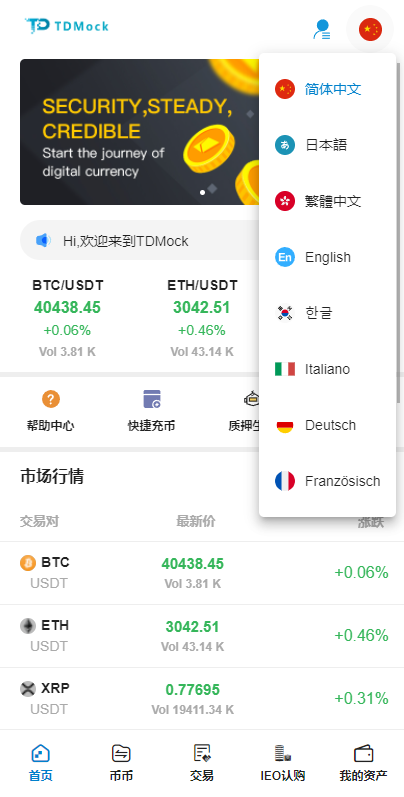 TDMock
SECURITY,STEADY,
CREDIBLE
Start the journey of
digital currency
Hi,欢迎来到TDMock
简体中文
日本語
あ
繁體中文
En
English
한글
Italiano
Deutsch
Französisch
BTC/USDT
ETH/USDT
40438.45
3042.51
+0.06%
+0.46%
Vol 3.81 K
Vol 43.14 K
帮助中心
快捷充币
质押生
市场行情
交易对
最新价
涨跌
BTC
USDT
40438.45
Vol 3.81 K
+0.06%
ETH
USDT
3042.51
Vol 43.14 K
+0.46%
XRP
USDT
0.77695
Vol 19411.34 K
+0.31%
首页
币币
交易
IEO认购
我的资产